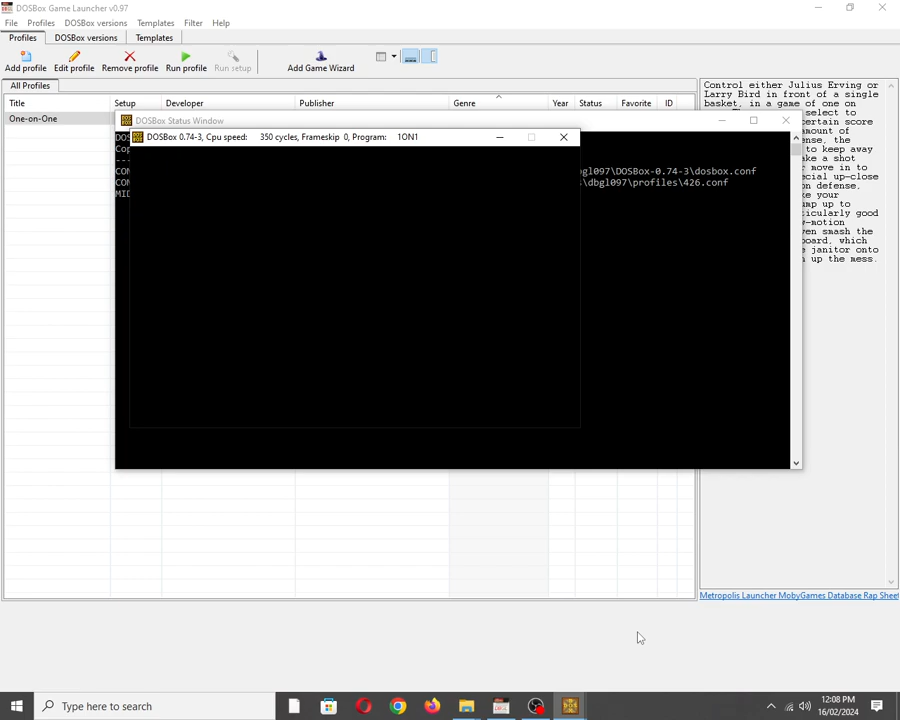 DOSBox Game Launcher v0.97
File Profiles DOSBox versions Templates Filter Help
Profiles DOSBox versions Templates
Add profile Edit profile Remove profile Run profile Run setup Add Game Wizard
All Profiles
Title Setup Developer Publisher Genre Year Status Favorite ID
One-on-One
DOSBox Status Window
DOSBox 0.74-3, Cpu speed: 350 cycles, Frameskip 0, Program: 1ON1
bgl097\DOSBox-0.74-3\dosbox.conf
s\dbgl097\profiles\426.conf
Control either Julius Erving or
Larry Bird in front of a single
basket, in a game of one on
select to
ertain score
amount of
ense, the
to keep away
ake a shot
r move in to
ecial up-close
on defense,
ke your
ump up to
ticularly good
w-motion
ven smash the
board, which
e janitor onto
n up the mess.
Metropolis Launcher MobyGames Database Rap Sheet
Type here to search
12:08 PM
16/02/2024